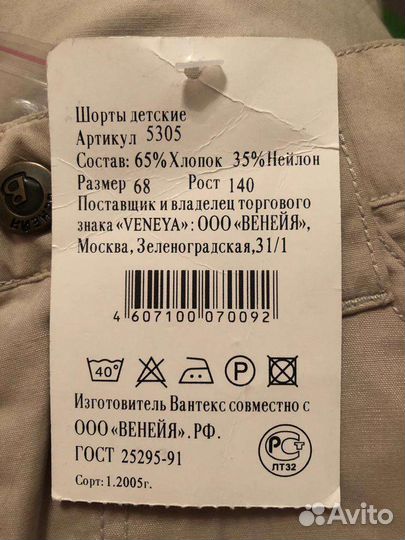 Шорты детские
Артикул 5305
Состав: 65% Хлопок 35% Нейлон
Размер 68 Рост 140
Поставщик и владелец торгового
знака «VENEYA»: ООО «ВЕНЕЙЯ»,
Москва, Зеленоградская,31/1
4 607100 070092
40° P
Изготовитель Вантекс совместно с
ООО «ВЕНЕЙЯ». РФ.
ГОСТ 25295-91
РСТ
ЛТ32
Сорт: 1.2005г.
Avito